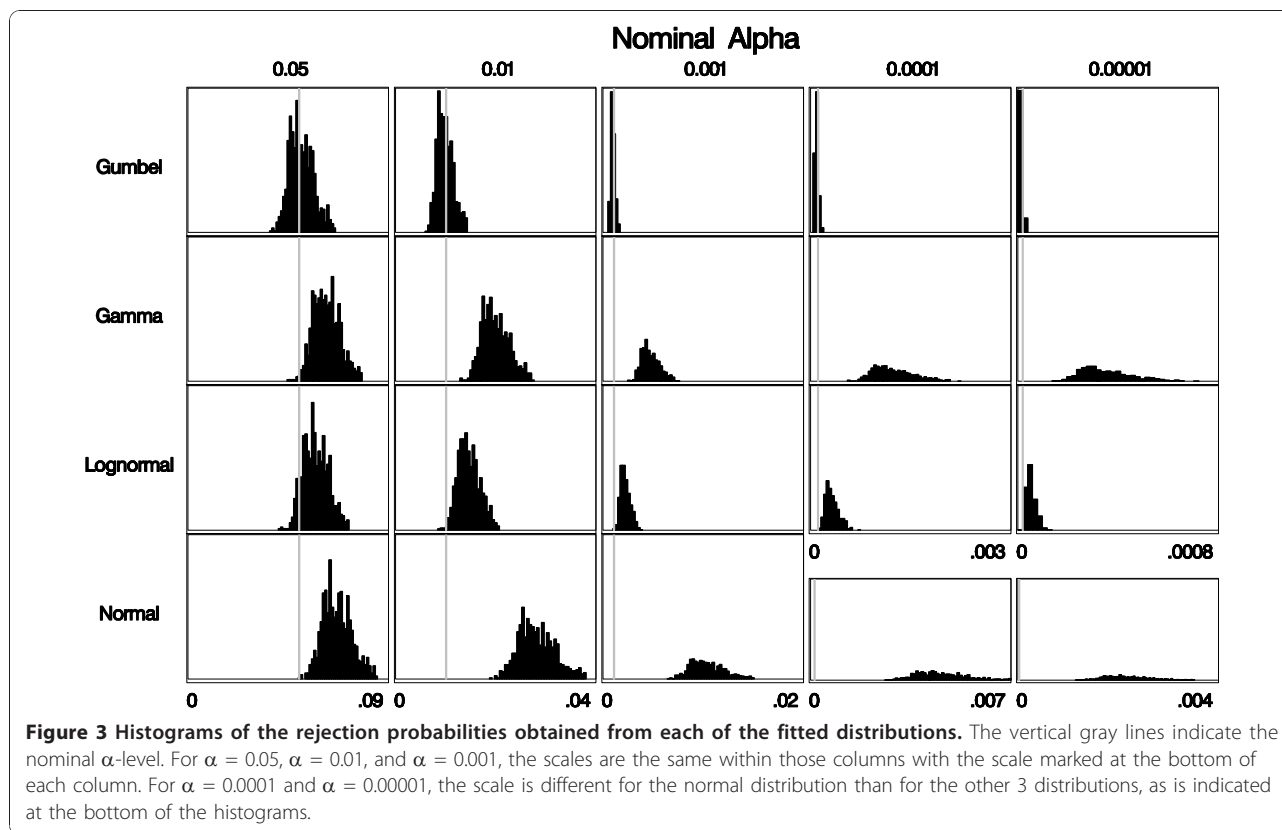 Nominal Alpha
0.05 0.01 0.001 0.0001 0.00001
Gumbel
Gamma
Lognormal
0 .003 0 .0008
Normal
0 .09 0 .04 0 .02 0 .007 0 .004
Figure 3 Histograms of the rejection probabilities obtained from each of the fitted distributions. The vertical gray lines indicate the
nominal α-level. For α = 0.05, α = 0.01, and α = 0.001, the scales are the same within those columns with the scale marked at the bottom of
each column. For α = 0.0001 and α = 0.00001, the scale is different for the normal distribution than for the other 3 distributions, as is indicated
at the bottom of the histograms.